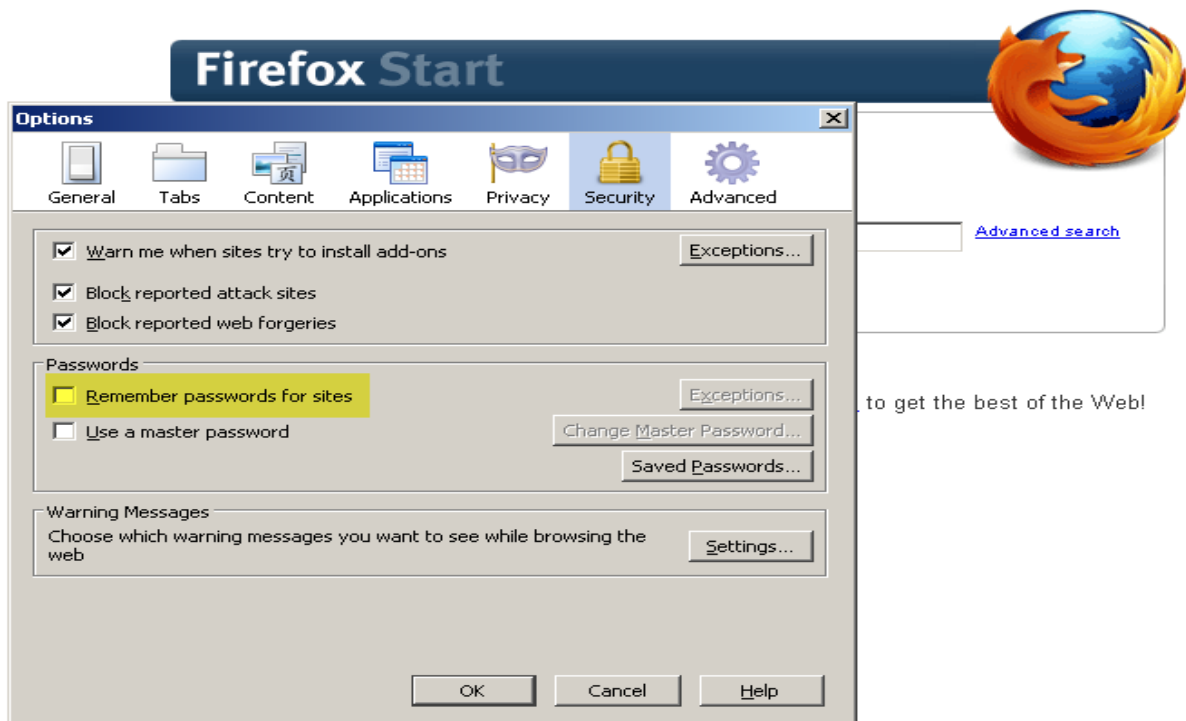 Firefox Start
Options
General Tabs Content Applications Privacy Security Advanced
页
Warn me when sites try to install add-ons Exceptions...
Advanced search
Block reported attack sites
Block reported web forgeries
Passwords
Remember passwords for sites Exceptions...
to get the best of the Web!
Use a master password Change Master Password...
Saved Passwords...
Warning Messages
Choose which warning messages you want to see while browsing the
web
Settings...
OK Cancel Help